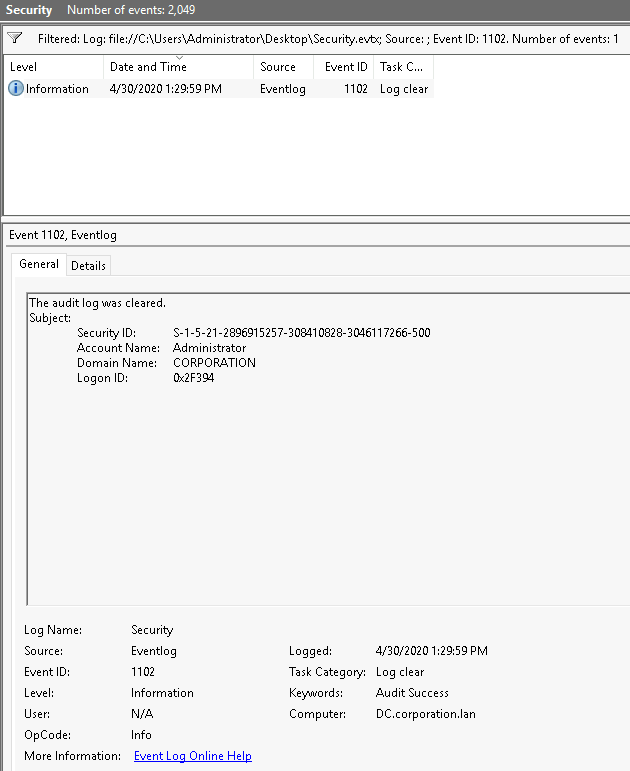 Security Number of events: 2,049
Filtered: Log: file://C:\Users\Administrator\Desktop\Security.evtx; Source: ; Event ID: 1102. Number of events: 1
Level Date and Time Source Event ID Task C...
Information 4/30/2020 1:29:59 PM Eventlog 1102 Log clear
Event 1102, Eventlog
General Details
The audit log was cleared.
Subject:
Security ID: S-1-5-21-2896915257-308410828-3046117266-500
Account Name: Administrator
Domain Name: CORPORATION
Logon ID: 0x2F394
Log Name: Security
Source: Eventlog Logged: 4/30/2020 1:29:59 PM
Event ID: 1102 Task Category: Log clear
Level: Information Keywords: Audit Success
User: N/A Computer: DC.corporation.lan
OpCode: Info
More Information: Event Log Online Help